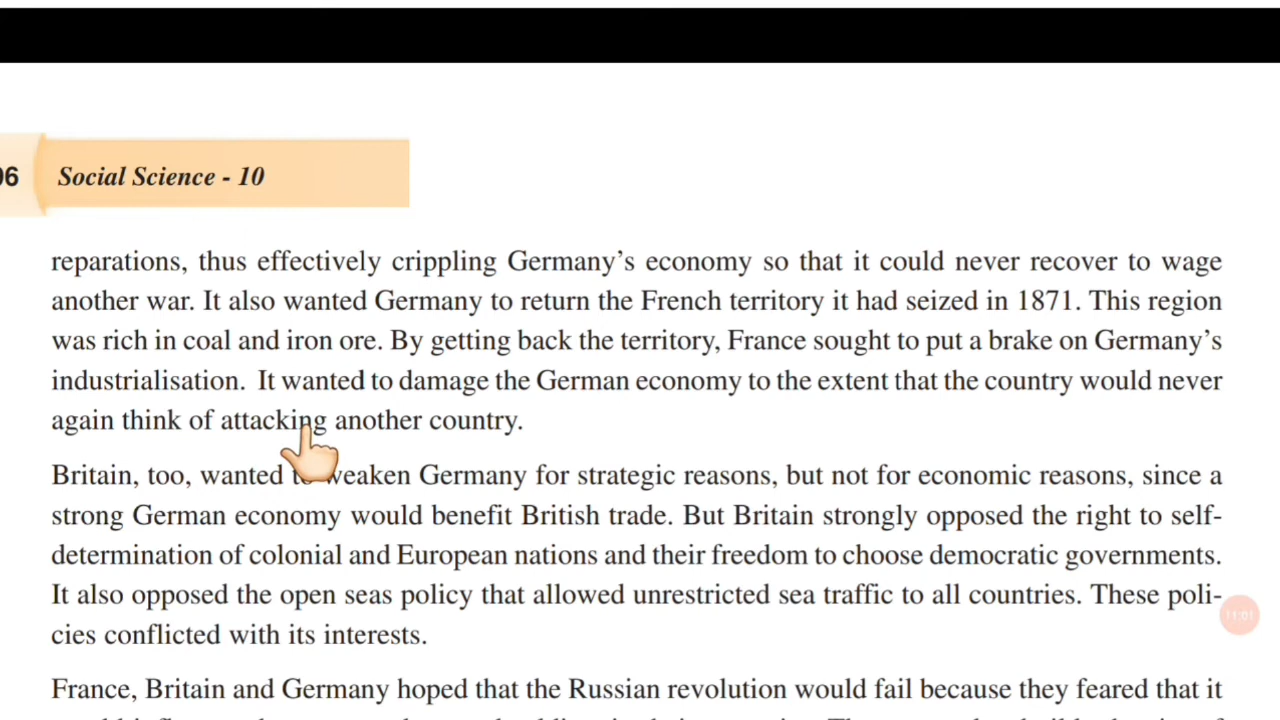 06
Social Science - 10
reparations, thus effectively crippling Germany’s economy so that it could never recover to wage
another war. It also wanted Germany to return the French territory it had seized in 1871. This region
was rich in coal and iron ore. By getting back the territory, France sought to put a brake on Germany’s
industrialisation. It wanted to damage the German economy to the extent that the country would never
again think of attacking another country.
Britain, too, wanted to weaken Germany for strategic reasons, but not for economic reasons, since a
strong German economy would benefit British trade. But Britain strongly opposed the right to self-
determination of colonial and European nations and their freedom to choose democratic governments.
It also opposed the open seas policy that allowed unrestricted sea traffic to all countries. These poli-
cies conflicted with its interests.
11:01
France, Britain and Germany hoped that the Russian revolution would fail because they feared that it